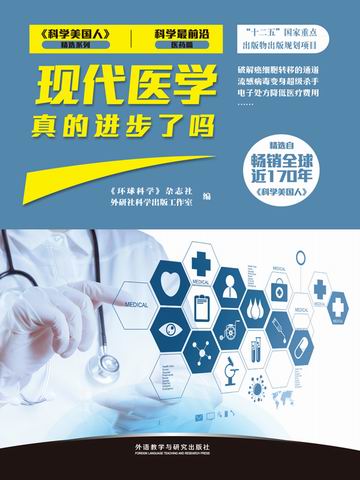 《科学美国人》
精选系列
科学最前沿
医药篇
“十二五”国家重点
出版物出版规划项目
破解癌细胞转移的通道
流感病毒变身超级杀手
电子处方降低医疗费用
……
现代医学
真的进步了吗
精选自
畅销全球
近170年
《科学美国人》
《环球科学》杂志社
外研社科学出版工作室
编
MEDICAL
MEDICAL
MEDICAL
外语教学与研究出版社
FOREIGN LANGUAGE TEACHING AND RESEARCH PRESS